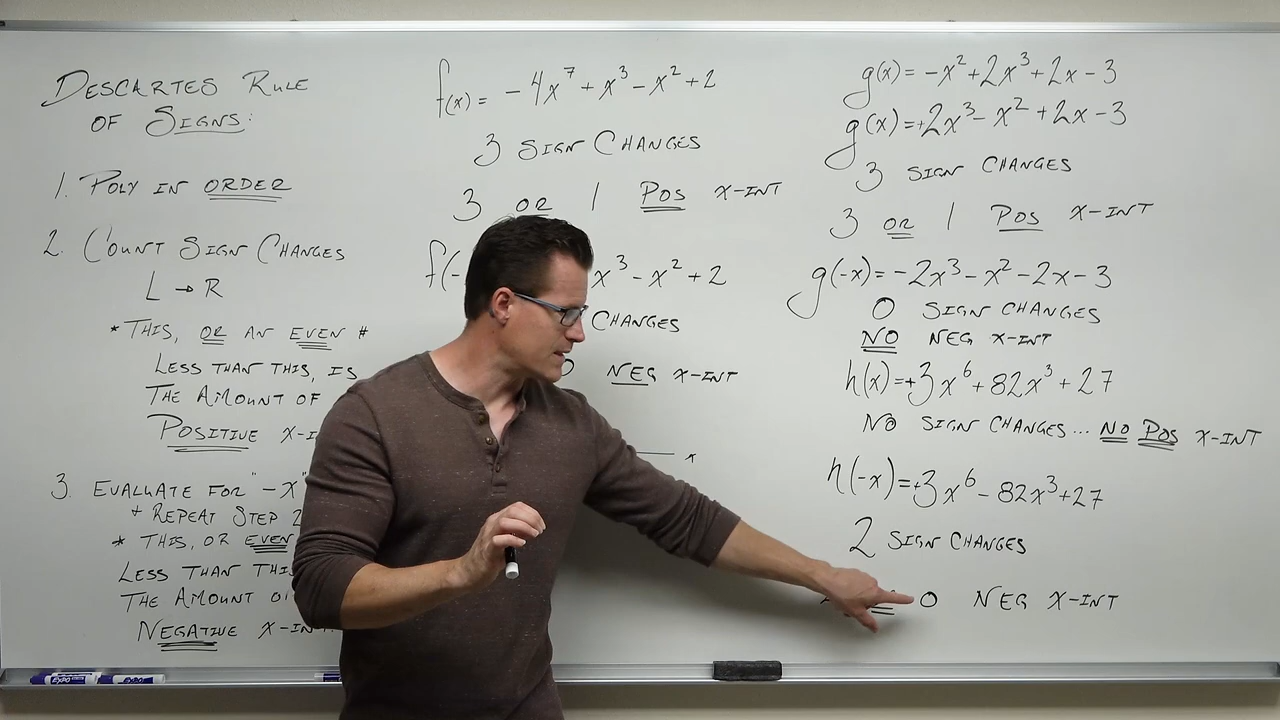 DESCARTES RULE
OF SIGNS:
1. POLY IN ORDER
2. COUNT SIGN CHANGES
L → R
* THIS, OR AN EVEN #
LESS THAN THIS, IS
THE AMOUNT OF
POSITIVE X-I
3. EVALUATE FOR "-X"
+ REPEAT STEP 2
* THIS, OR EVEN
LESS THAN THI
THE AMOUNT O
NEGATIVE X-IN
f(x) = -4x⁷ + x³ - x² + 2
3 SIGN CHANGES
3 OR 1 POS X-INT
f(- x³ - x² + 2
CHANGES
O NEG X-INT
x
g(x) = -x² + 2x³ + 2x - 3
g(x) = +2x³ - x² + 2x - 3
3 SIGN CHANGES
3 OR 1 POS X-INT
g(-x) = -2x³ - x² - 2x - 3
0 SIGN CHANGES
NO NEG X-INT
h(x) = +3x⁶ + 82x³ + 27
NO SIGN CHANGES... NO POS X-INT
h(-x) = +3x⁶ - 82x³ + 27
2 SIGN CHANGES
0 NEG X-INT
EXPO